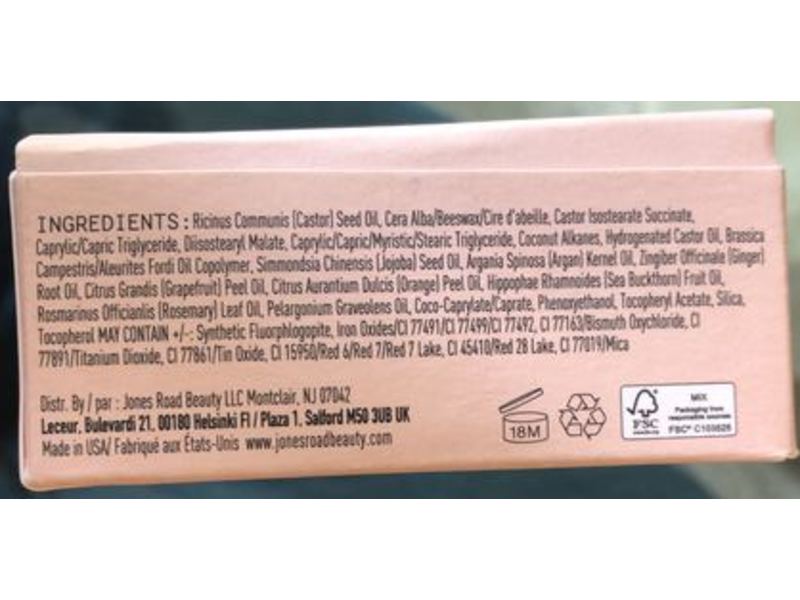 INGREDIENTS: Ricinus Communis (Castor) Seed Oil, Cera Alba/Beeswax/Cire d'abeille, Castor Isostearate Succinate,
Caprylic/Capric Triglyceride, Diisostearyl Malate, Caprylic/Capric/Myristic/Stearic Triglyceride, Coconut Alkanes, Hydrogenated Castor Oil, Brassica
Campestris/Aleurites Fordi Oil Copolymer, Simmondsia Chinensis (Jojoba) Seed Oil, Argania Spinosa (Argan) Kernel Oil, Zingiber Officinale (Ginger)
Root Oil, Citrus Grandis (Grapefruit) Peel Oil, Citrus Aurantium Dulcis (Orange) Peel Oil, Hippophae Rhamnoides (Sea Buckthorn) Fruit Oil,
Rosmarinus Officianlis (Rosemary) Leaf Oil, Pelargonium Graveolens Oil, Coco-Caprylate/Caprate, Phenoxyethanol, Tocopheryl Acetate, Silica,
Tocopherol MAY CONTAIN +/-: Synthetic Fluorphlogopite, Iron Oxides/CI 77491/CI 77499/CI 77492, CI 77163/Bismuth Oxychloride, CI
77891/Titanium Dioxide, CI 77861/Tin Oxide, CI 15950/Red 6/Red 7/Red 7 Lake, CI 45410/Red 28 Lake, CI 77019/Mica
Distr. By / par : Jones Road Beauty LLC Montclair, NJ 07042
Leceur, Bulevardi 21, 00180 Helsinki FI / Plaza 1, Salford M50 3UB UK
Made in USA/ Fabriqué aux États-Unis www.jonesroadbeauty.com
18M
FSC
MIX
Packaging from
responsible sources
FSC®